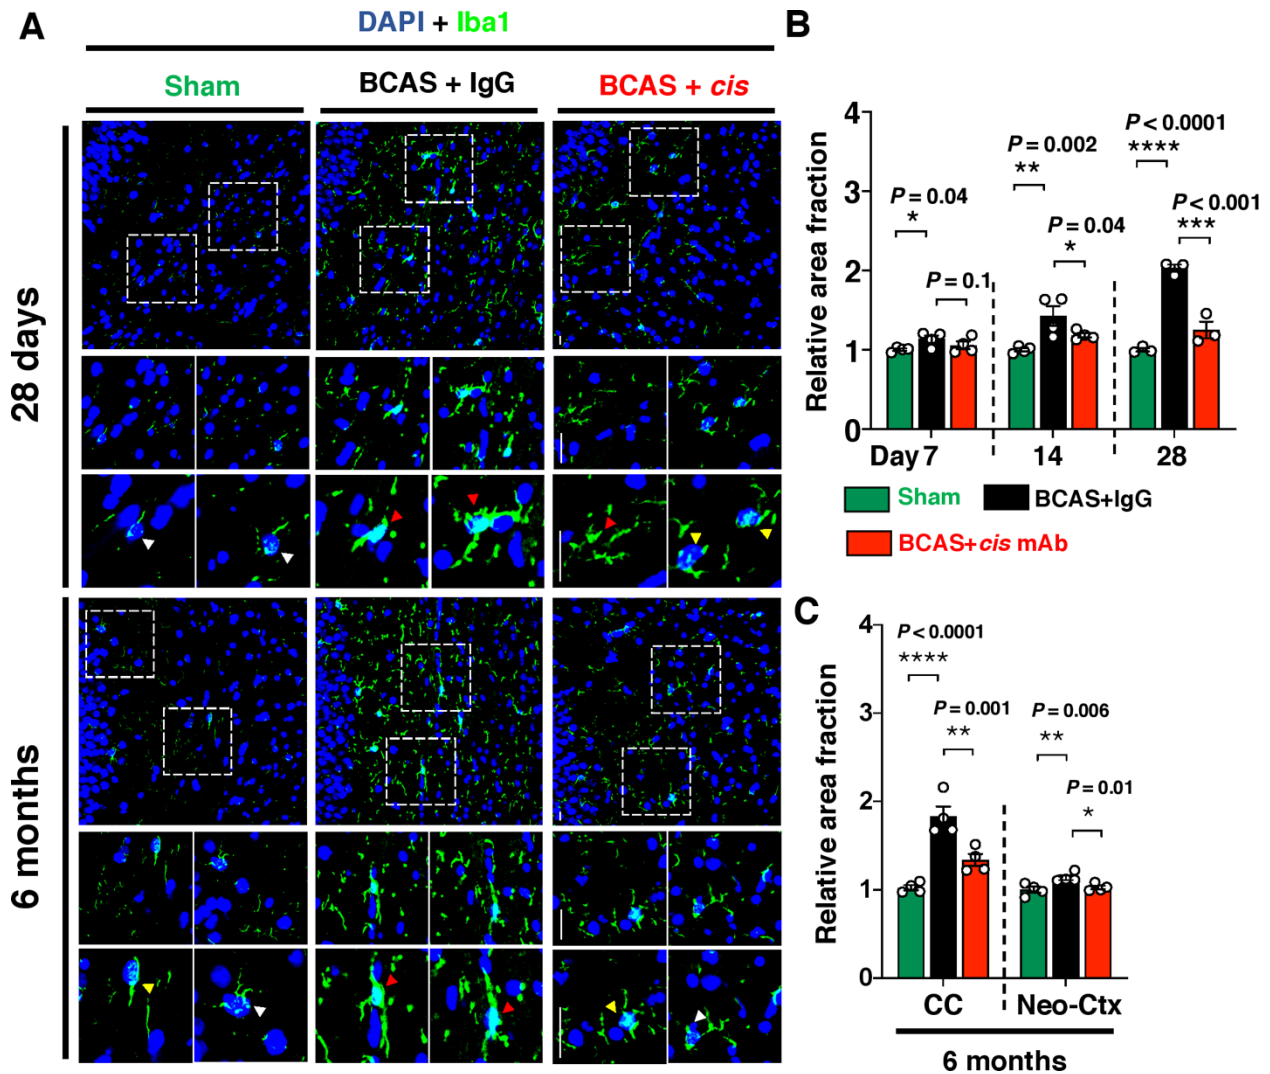 A
DAPI + Iba1
Sham
BCAS + IgG
BCAS + cis
28 days
6 months
B
Relative area fraction
4
3
2
1
0
P = 0.04
*
P = 0.1
P = 0.002
**
P = 0.04
*
P < 0.0001
****
P < 0.001
***
Day 7
14
28
Sham
BCAS+IgG
BCAS+cis mAb
C
Relative area fraction
4
3
2
1
0
P < 0.0001
****
P = 0.001
**
P = 0.006
**
P = 0.01
*
CC
Neo-Ctx
6 months